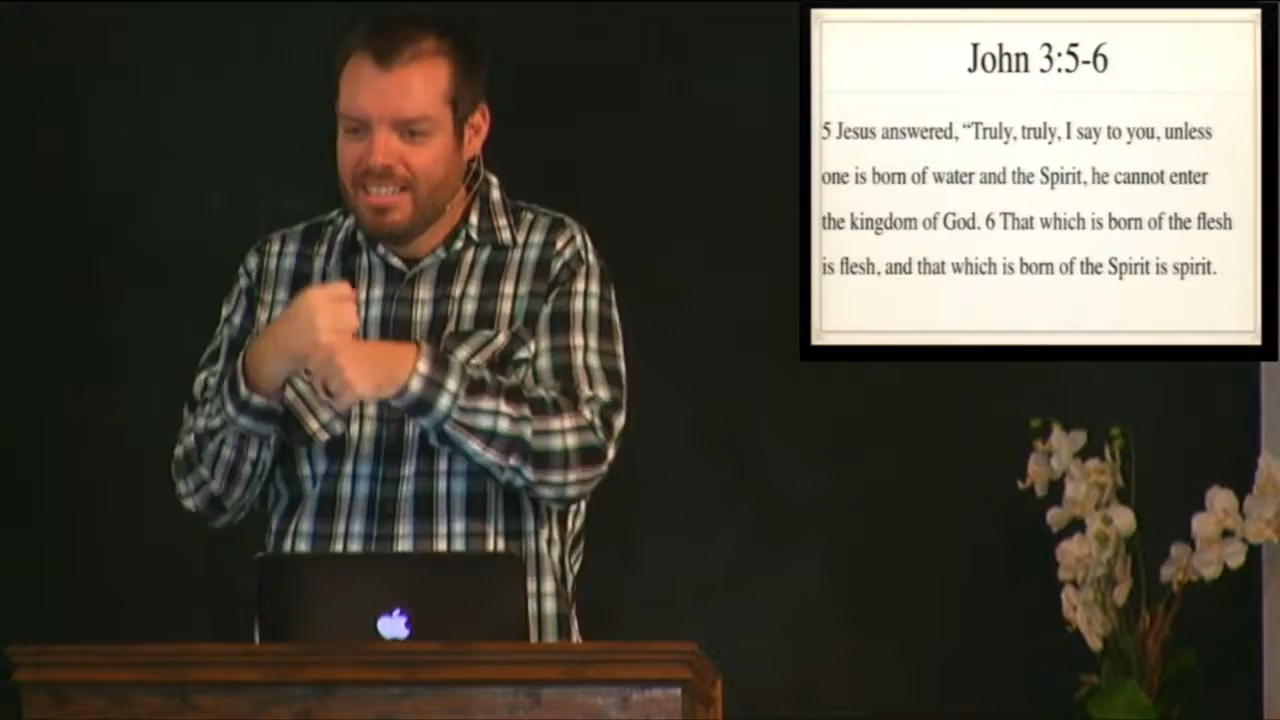 John 3:5-6
5 Jesus answered, “Truly, truly, I say to you, unless
one is born of water and the Spirit, he cannot enter
the kingdom of God. 6 That which is born of the flesh
is flesh, and that which is born of the Spirit is spirit.